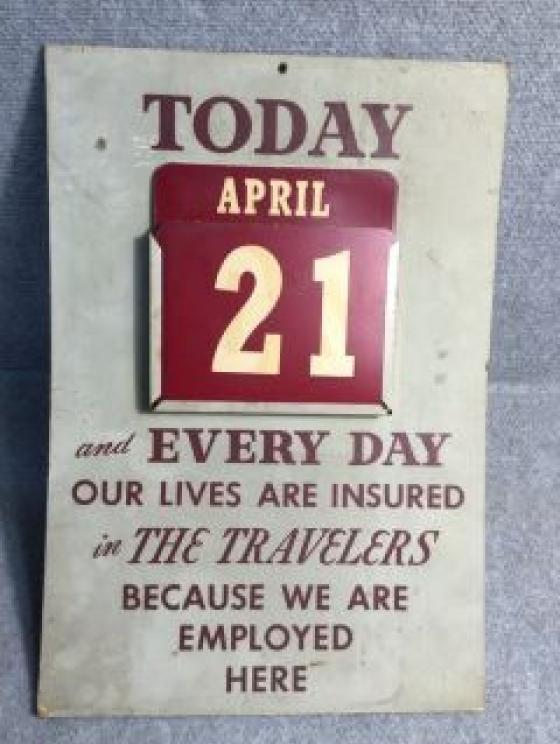 TODAY
APRIL
21
and EVERY DAY
OUR LIVES ARE INSURED
in THE TRAVELERS
BECAUSE WE ARE
EMPLOYED
HERE